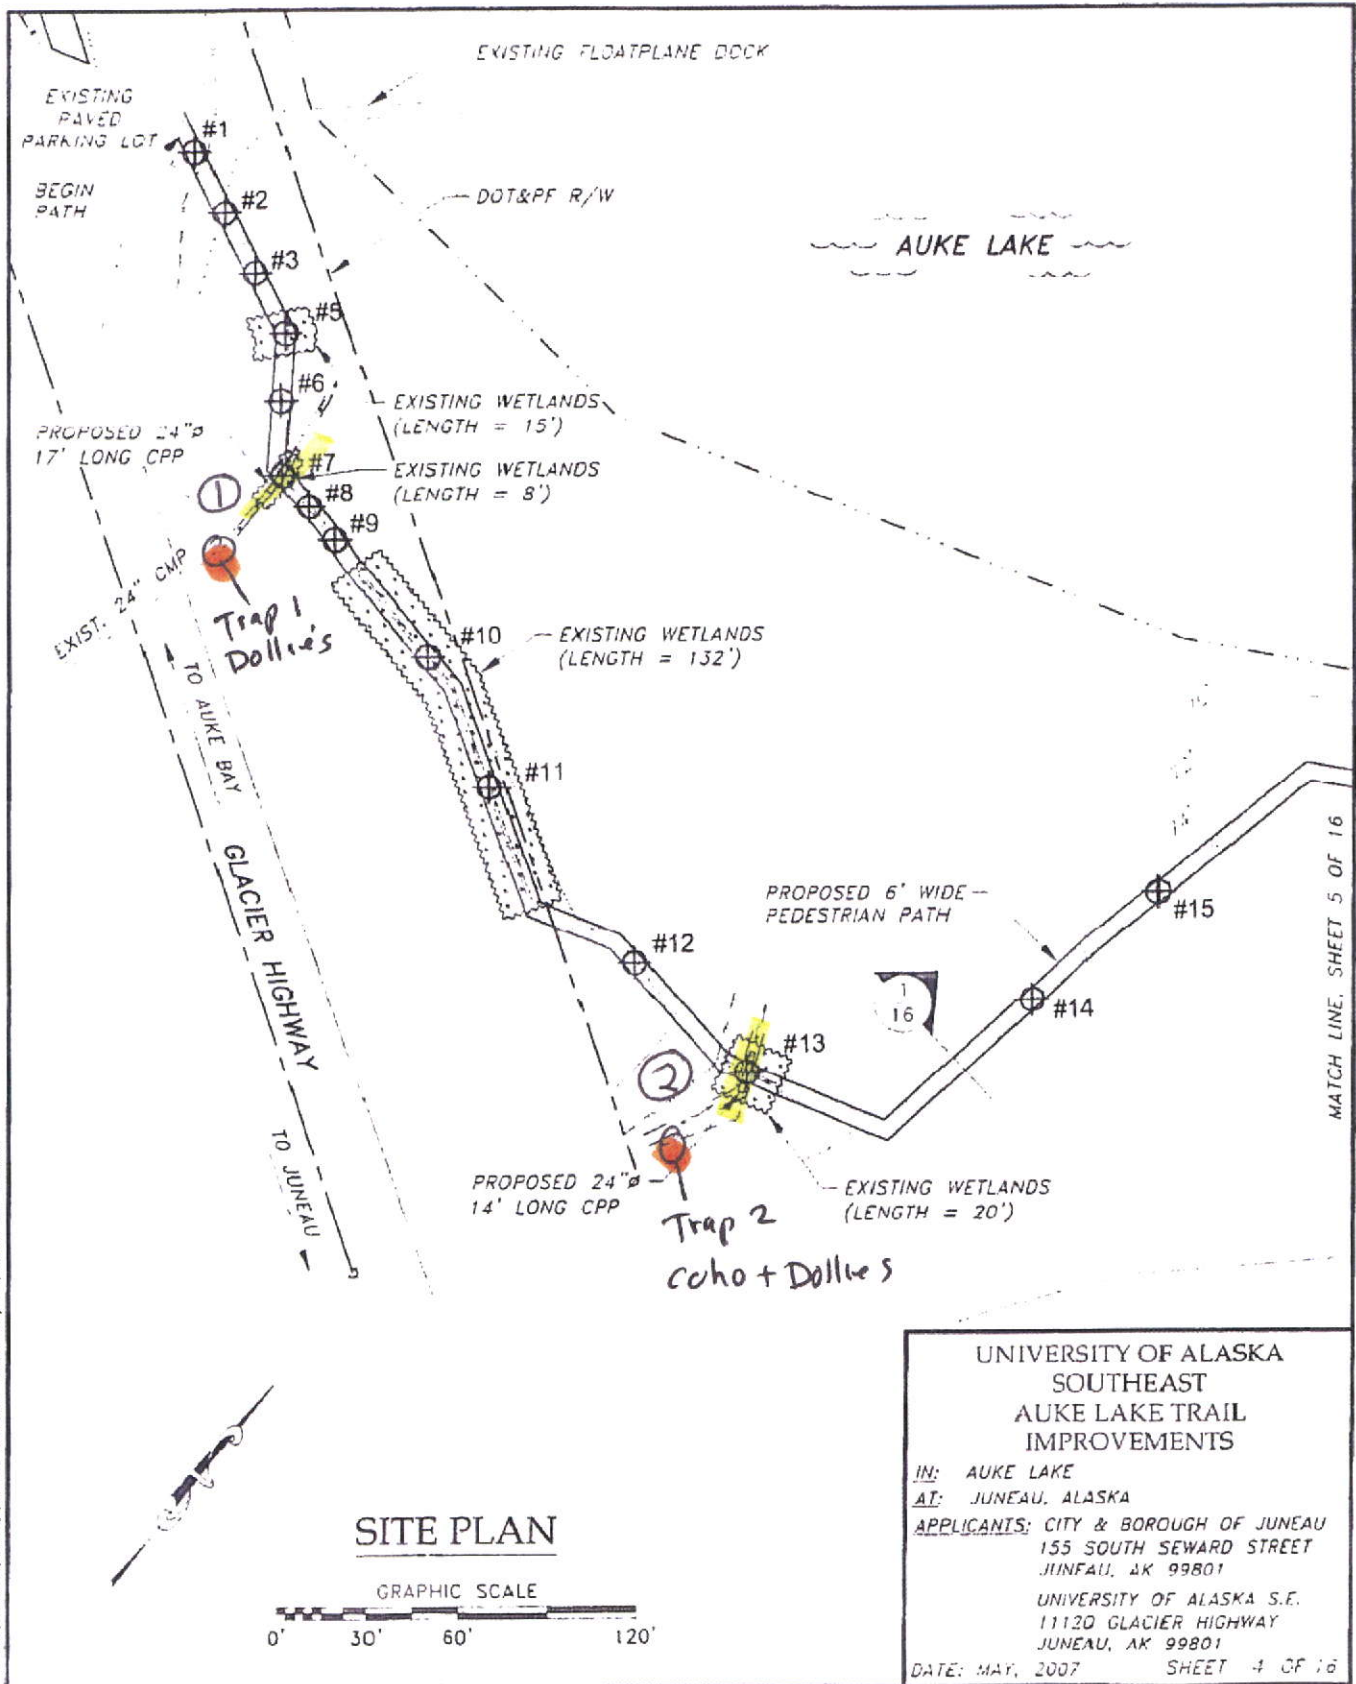 EXISTING FLOATPLANE DOCK
EXISTING
PAVED
PARKING LOT
BEGIN
PATH
#1
#2
DOT&PF R/W
AUKE LAKE
#3
#5
#6
EXISTING WETLANDS
(LENGTH = 15')
PROPOSED 24"ø
17' LONG CPP
#7
EXISTING WETLANDS
(LENGTH = 8')
1
#8
#9
EXIST. 24" CMP
Trap 1
Dollie's
#10
EXISTING WETLANDS
(LENGTH = 132')
TO AUKE BAY
#11
GLACIER HIGHWAY
TO JUNEAU
PROPOSED 6' WIDE
PEDESTRIAN PATH
#15
#12
1
16
#14
#13
2
MATCH LINE, SHEET 5 OF 16
PROPOSED 24"ø
14' LONG CPP
EXISTING WETLANDS
(LENGTH = 20')
Trap 2
Coho + Dollies
SITE PLAN
GRAPHIC SCALE
0' 30' 60' 120'
UNIVERSITY OF ALASKA
SOUTHEAST
AUKE LAKE TRAIL
IMPROVEMENTS
IN: AUKE LAKE
AT: JUNEAU, ALASKA
APPLICANTS: CITY & BOROUGH OF JUNEAU
155 SOUTH SEWARD STREET
JUNEAU, AK 99801
UNIVERSITY OF ALASKA S.E.
11120 GLACIER HIGHWAY
JUNEAU, AK 99801
DATE: MAY, 2007 SHEET 4 OF 16